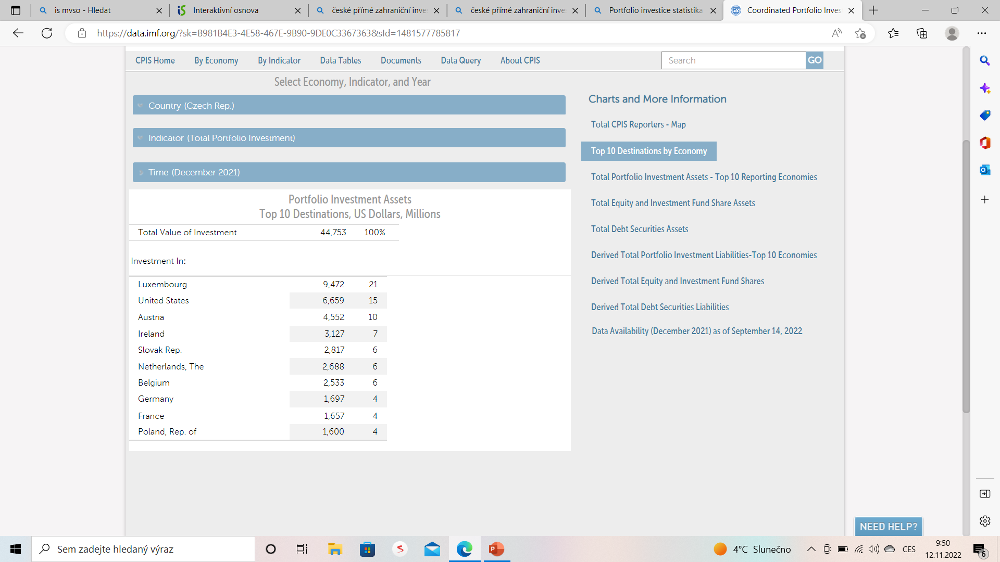 is mvso - Hledat
Interaktivní osnova
české přímé zahraniční inve
české přímé zahraniční inve
Portfolio investice statistika
Coordinated Portfolio Inves
https://data.imf.org/?sk=B981B4E3-4E58-467E-9B90-9DE0C3367363&sId=1481577785817
CPIS Home By Economy By Indicator Data Tables Documents Data Query About CPIS Search GO
Select Economy, Indicator, and Year
Country (Czech Rep.)
Indicator (Total Portfolio Investment)
Time (December 2021)
Portfolio Investment Assets
Top 10 Destinations, US Dollars, Millions
Total Value of Investment 44,753 100%
Investment In:
Luxembourg 9,472 21
United States 6,659 15
Austria 4,552 10
Ireland 3,127 7
Slovak Rep. 2,817 6
Netherlands, The 2,688 6
Belgium 2,533 6
Germany 1,697 4
France 1,657 4
Poland, Rep. of 1,600 4
Charts and More Information
Total CPIS Reporters - Map
Top 10 Destinations by Economy
Total Portfolio Investment Assets - Top 10 Reporting Economies
Total Equity and Investment Fund Share Assets
Total Debt Securities Assets
Derived Total Portfolio Investment Liabilities-Top 10 Economies
Derived Total Equity and Investment Fund Shares
Derived Total Debt Securities Liabilities
Data Availability (December 2021) as of September 14, 2022
NEED HELP?
Sem zadejte hledaný výraz
4°C Slunečno
CES
9:50
12.11.2022
6